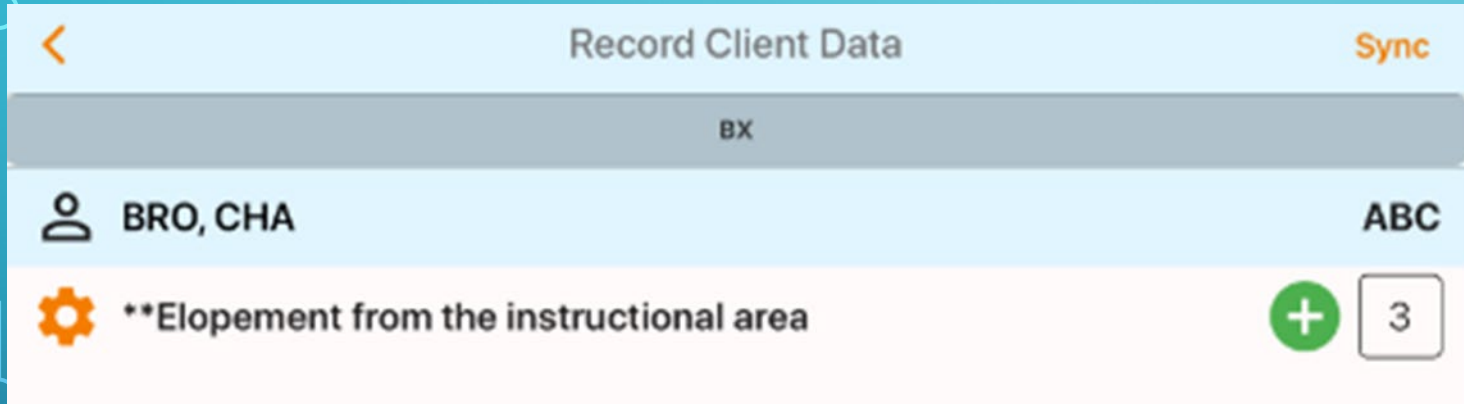 Record Client Data Sync
BX
BRO, CHA ABC
**Elopement from the instructional area 3